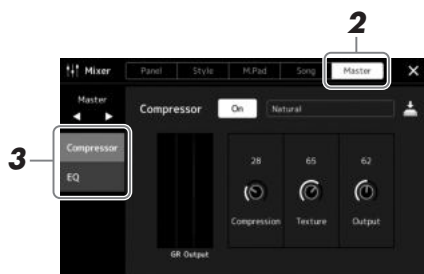 2
Mixer Panel Style M.Pad Song Master ×
Master
Compressor On Natural
3
Compressor
EQ
28 65 62
Compression Texture Output
GR Output